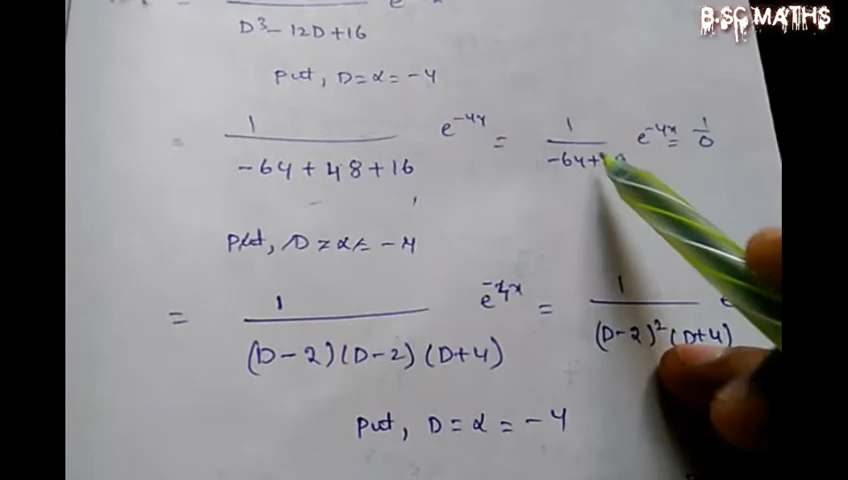 B.SC MATHS
D³-12D+16
put, D=α=-4
= 1/(-64+48+16) e^-4x = 1/(-64+ e^-4x = 1/0
put, D=α=-4
= 1/((D-2)(D-2)(D+4)) e^-4x = 1/((D-2)²(D+4))
put, D=α=-4